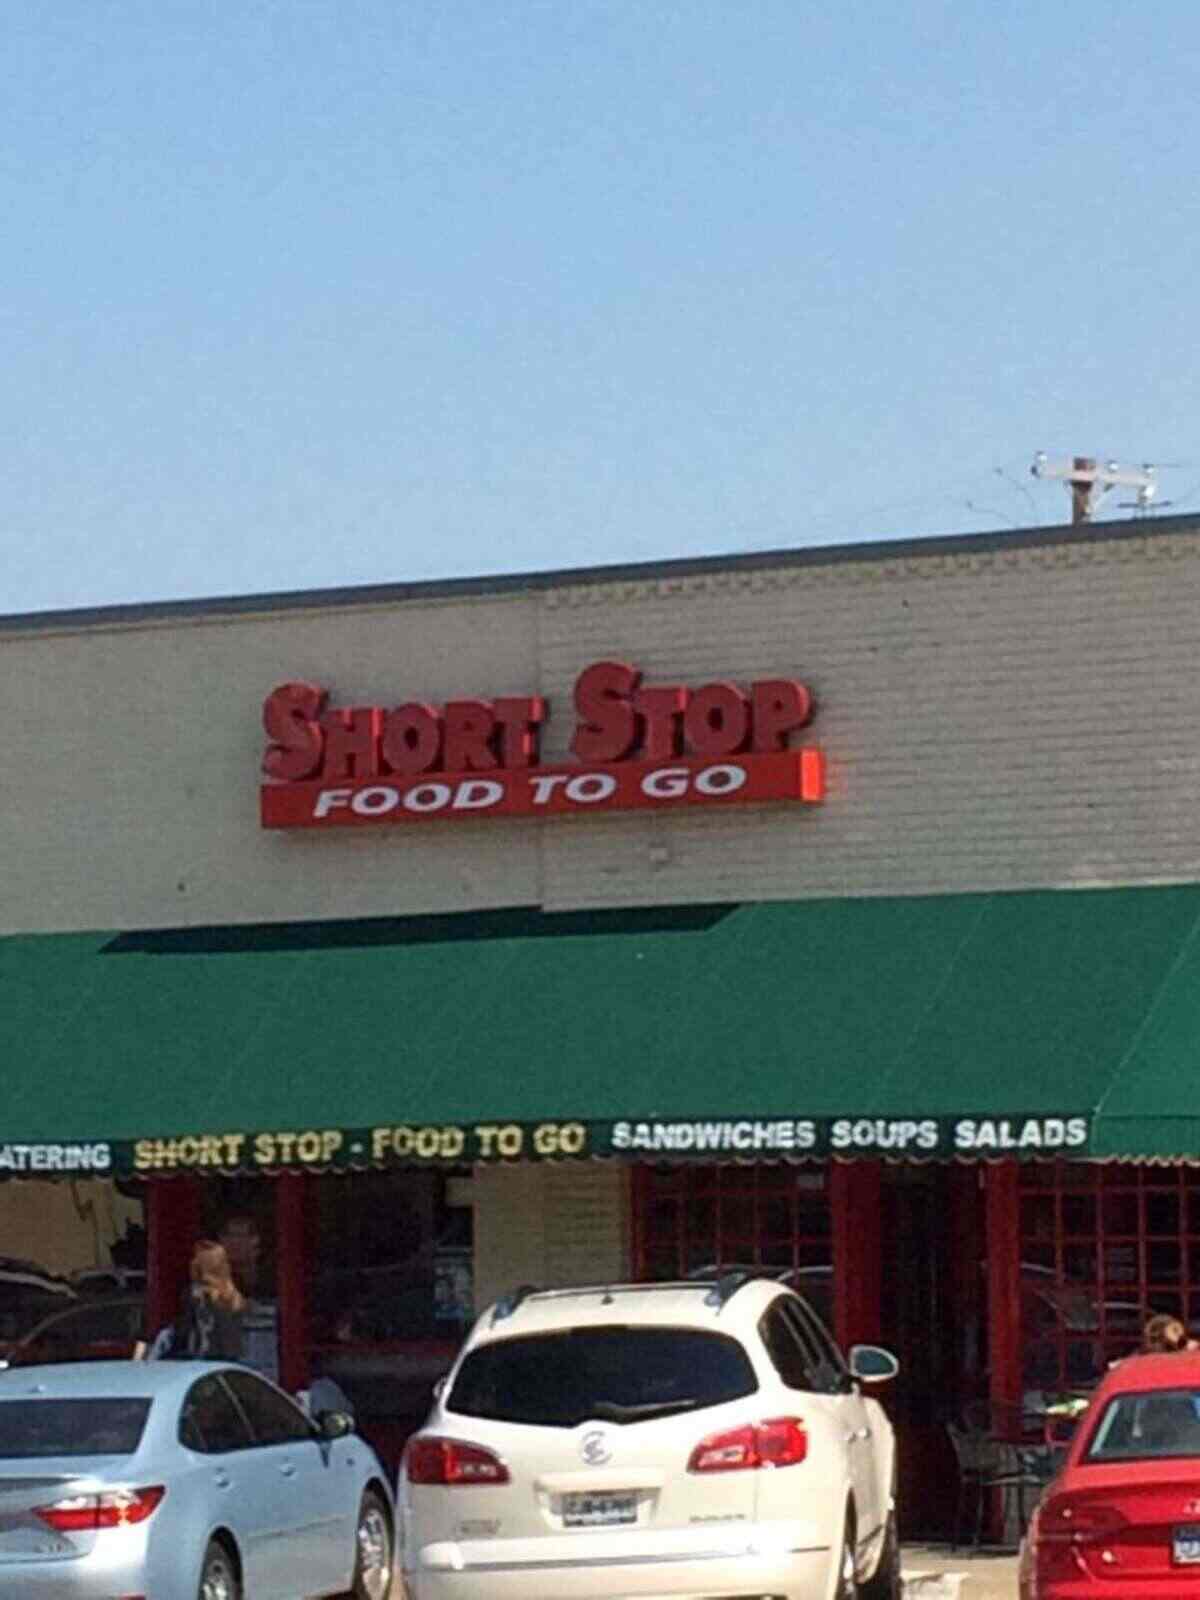 SHORT STOP
FOOD TO GO
ATERING SHORT STOP - FOOD TO GO SANDWICHES SOUPS SALADS